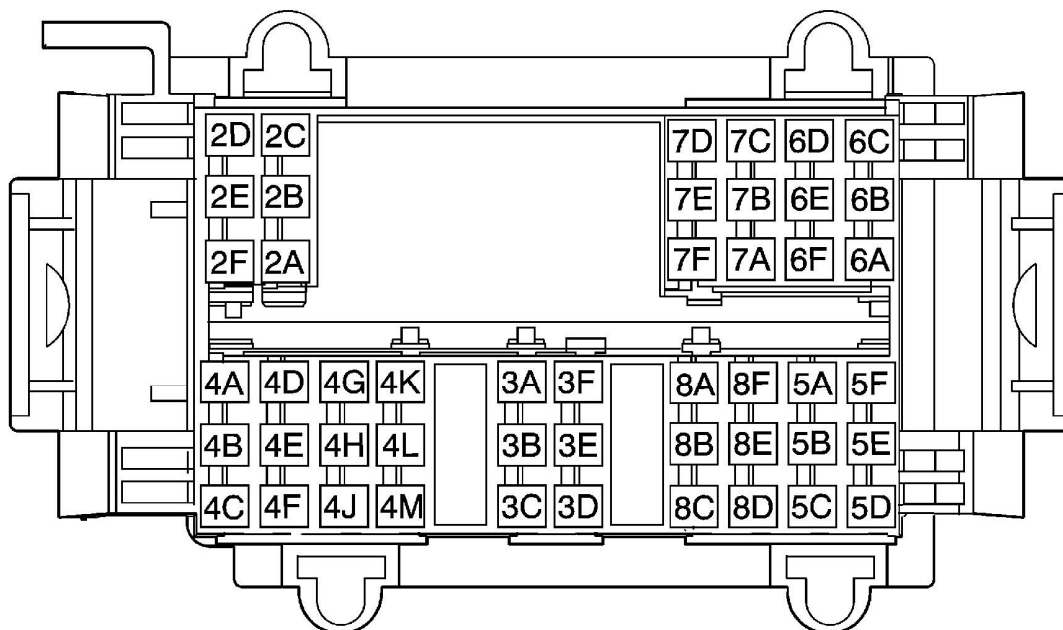 2D 2C 7D 7C 6D 6C
2E 2B 7E 7B 6E 6B
2F 2A 7F 7A 6F 6A
4A 4D 4G 4K 3A 3F 8A 8F 5A 5F
4B 4E 4H 4L 3B 3E 8B 8E 5B 5E
4C 4F 4J 4M 3C 3D 8C 8D 5C 5D